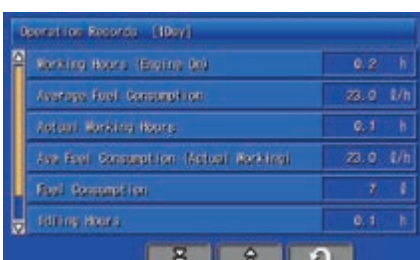 Operation Records [1Day]
Working Hours (Engine On) 0.2 h
Average Fuel Consumption 23.0 ℓ/h
Actual Working Hours 0.1 h
Ave Fuel Consumption (Actual Working) 23.0 ℓ/h
Fuel Consumption 7 ℓ
Idling Hours 0.1 h